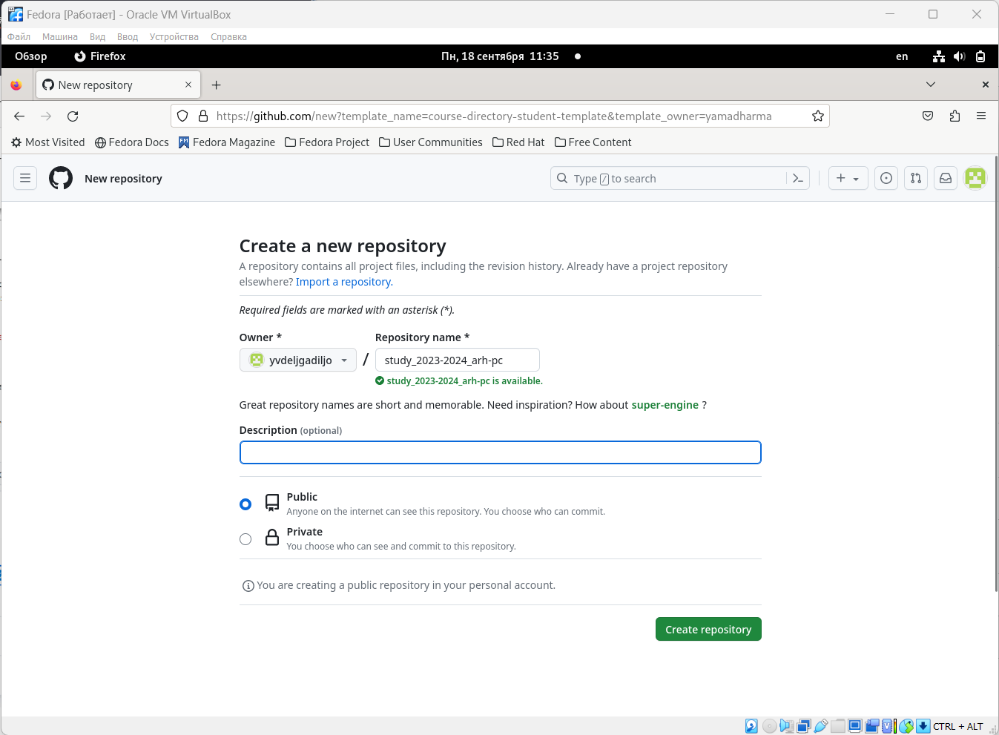 Fedora [Работает] - Oracle VM VirtualBox
Файл Машина Вид Ввод Устройства Справка
Обзор Firefox Пн, 18 сентября 11:35 en
New repository
https://github.com/new?template_name=course-directory-student-template&template_owner=yamadharma
Most Visited Fedora Docs Fedora Magazine Fedora Project User Communities Red Hat Free Content
New repository Type / to search
Create a new repository
A repository contains all project files, including the revision history. Already have a project repository
elsewhere? Import a repository.
Required fields are marked with an asterisk (*).
Owner * Repository name *
yvdeljgadiljo / study_2023-2024_arh-pc
study_2023-2024_arh-pc is available.
Great repository names are short and memorable. Need inspiration? How about super-engine ?
Description (optional)
Public
Anyone on the internet can see this repository. You choose who can commit.
Private
You choose who can see and commit to this repository.
You are creating a public repository in your personal account.
Create repository
CTRL + ALT